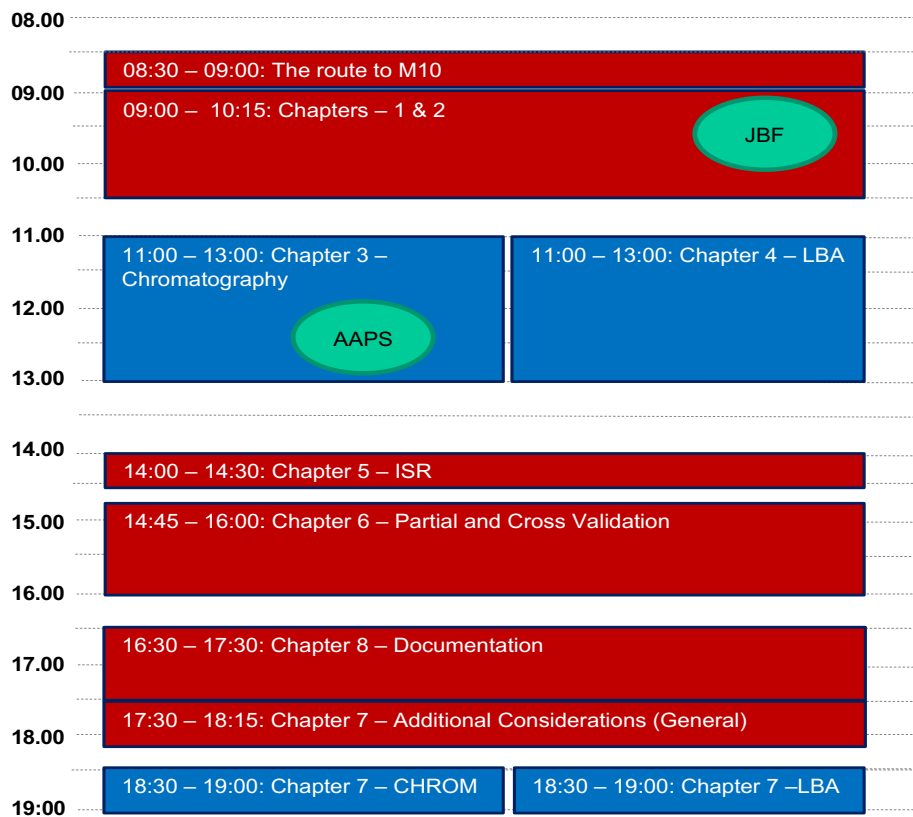 08.00
08:30 – 09:00: The route to M10
09.00
09:00 – 10:15: Chapters – 1 & 2
JBF
10.00
11.00
11:00 – 13:00: Chapter 3 –
Chromatography
11:00 – 13:00: Chapter 4 – LBA
12.00
AAPS
13.00
14.00
14:00 – 14:30: Chapter 5 – ISR
15.00
14:45 – 16:00: Chapter 6 – Partial and Cross Validation
16.00
16:30 – 17:30: Chapter 8 – Documentation
17.00
17:30 – 18:15: Chapter 7 – Additional Considerations (General)
18.00
18:30 – 19:00: Chapter 7 – CHROM
18:30 – 19:00: Chapter 7 –LBA
19:00